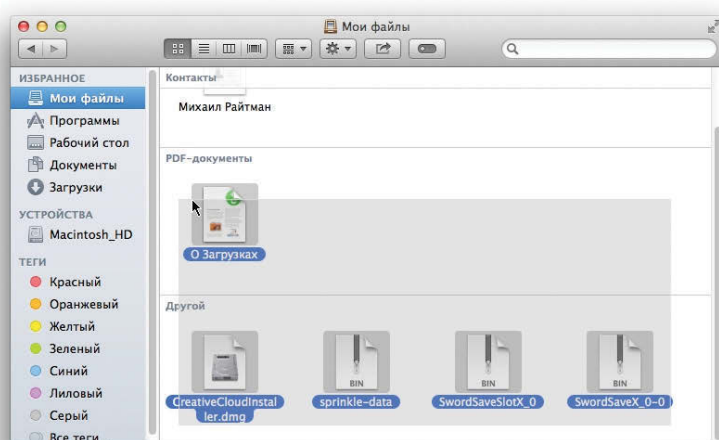 Мои файлы
ИЗБРАННОЕ
Мои файлы
Программы
Рабочий стол
Документы
Загрузки
УСТРОЙСТВА
Macintosh_HD
ТЕГИ
Красный
Оранжевый
Желтый
Зеленый
Синий
Лиловый
Серый
Все теги
Контакты
Михаил Райтман
PDF-документы
О Загрузках
Другой
BIN
BIN
BIN
CreativeCloudInstal
ler.dmg
sprinkle-data
SwordSaveSlotX_0
SwordSaveX_0-0